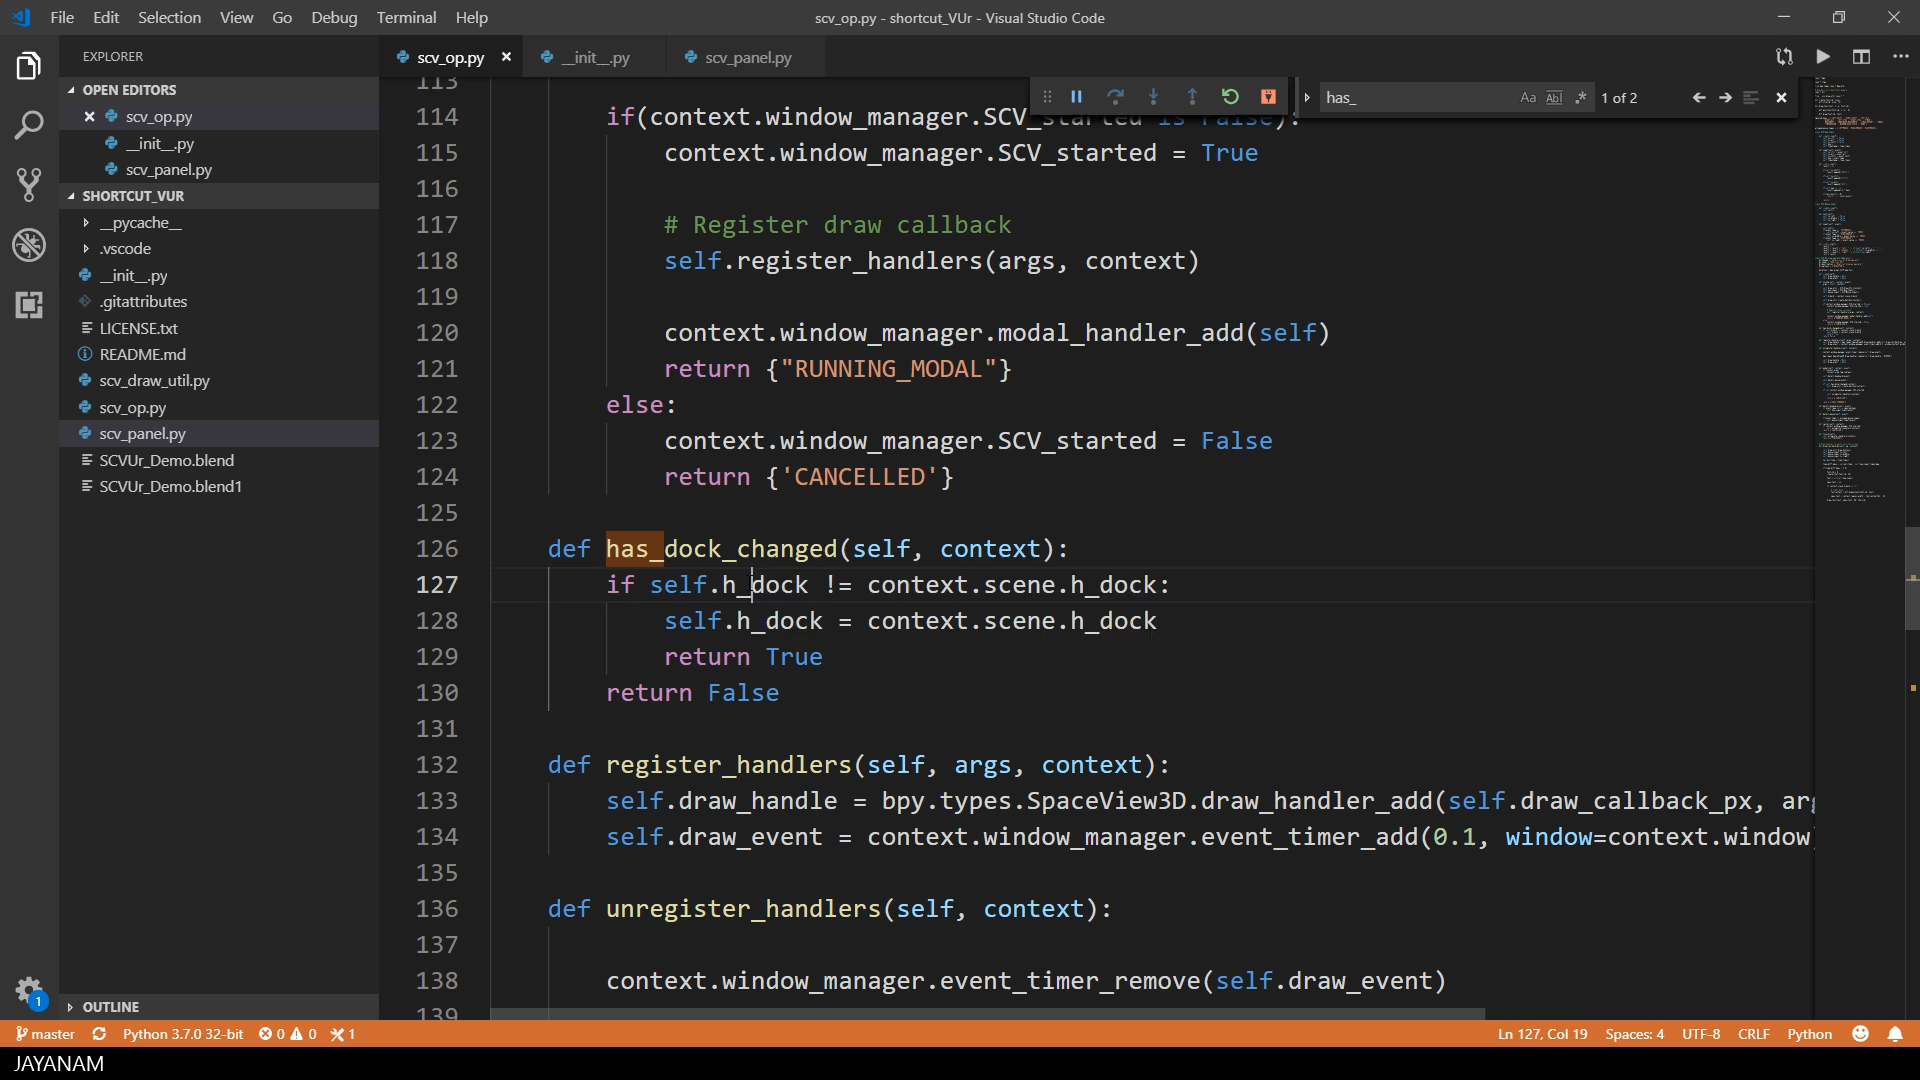 File Edit Selection View Go Debug Terminal Help
scv_op.py - shortcut_VUr - Visual Studio Code
EXPLORER
OPEN EDITORS
scv_op.py
__init__.py
scv_panel.py
SHORTCUT_VUR
__pycache__
.vscode
__init__.py
.gitattributes
LICENSE.txt
README.md
scv_draw_util.py
scv_op.py
scv_panel.py
SCVUr_Demo.blend
SCVUr_Demo.blend1
OUTLINE
scv_op.py __init__.py scv_panel.py
has_ Aa Abl .* 1 of 2
113
114 if(context.window_manager.SCV_started is False):
115 context.window_manager.SCV_started = True
116
117 # Register draw callback
118 self.register_handlers(args, context)
119
120 context.window_manager.modal_handler_add(self)
121 return {"RUNNING_MODAL"}
122 else:
123 context.window_manager.SCV_started = False
124 return {'CANCELLED'}
125
126 def has_dock_changed(self, context):
127 if self.h_dock != context.scene.h_dock:
128 self.h_dock = context.scene.h_dock
129 return True
130 return False
131
132 def register_handlers(self, args, context):
133 self.draw_handle = bpy.types.SpaceView3D.draw_handler_add(self.draw_callback_px, arg
134 self.draw_event = context.window_manager.event_timer_add(0.1, window=context.window
135
136 def unregister_handlers(self, context):
137
138 context.window_manager.event_timer_remove(self.draw_event)
139
master Python 3.7.0 32-bit 0 0 1 Ln 127, Col 19 Spaces: 4 UTF-8 CRLF Python
1
JAYANAM